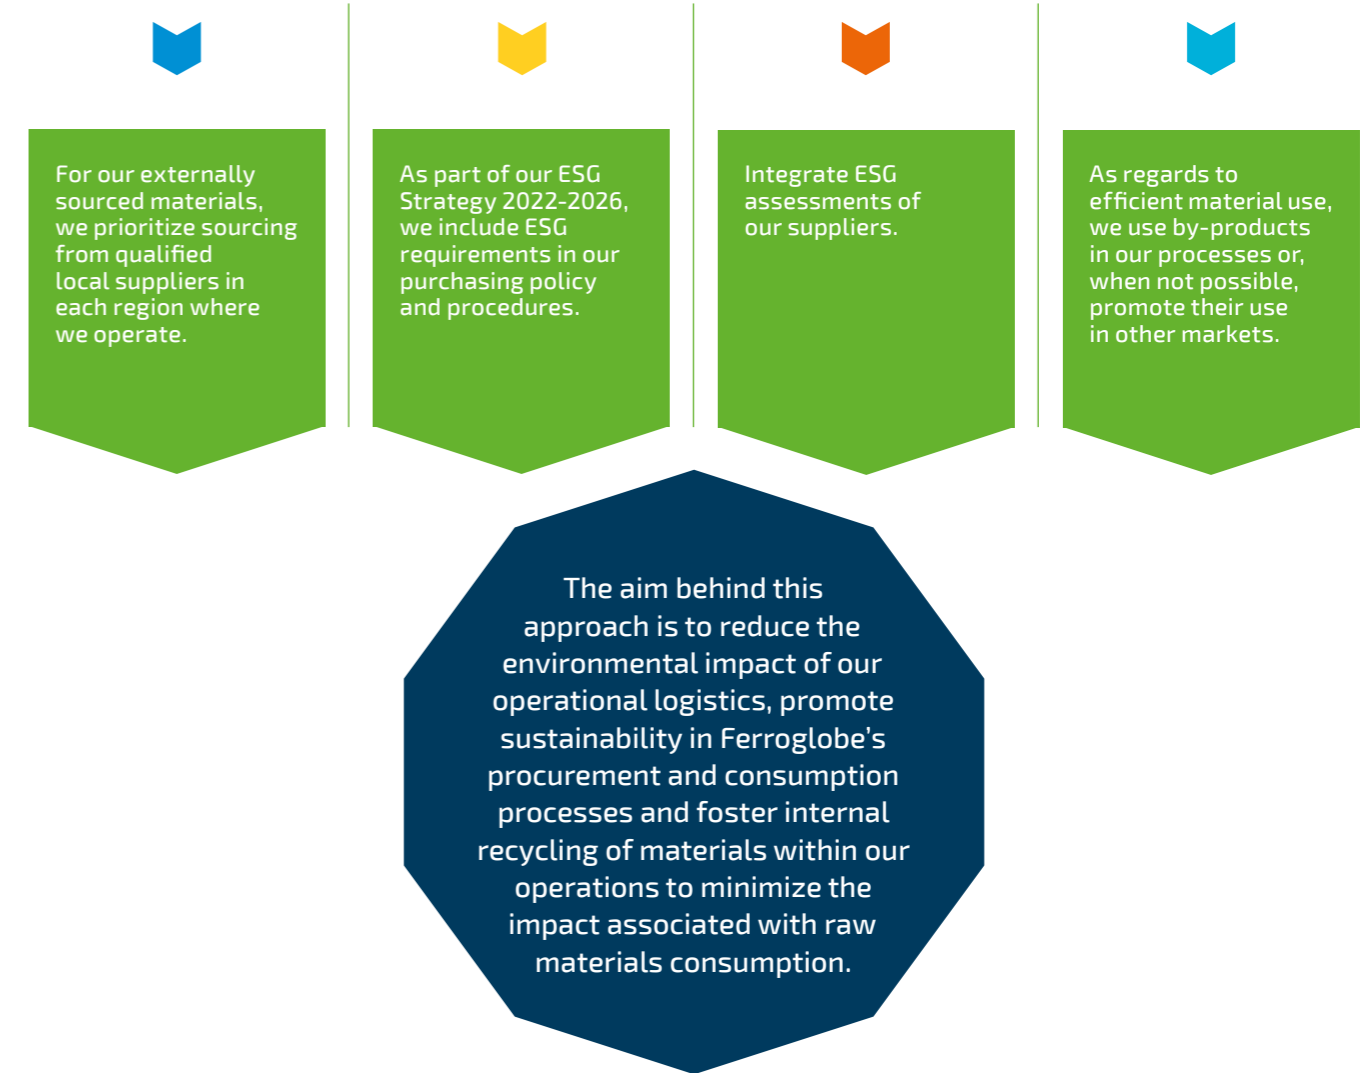 For our externally
sourced materials,
we prioritize sourcing
from qualified
local suppliers in
each region where
we operate.
As part of our ESG
Strategy 2022-2026,
we include ESG
requirements in our
purchasing policy
and procedures.
Integrate ESG
assessments of
our suppliers.
As regards to
efficient material use,
we use by-products
in our processes or,
when not possible,
promote their use
in other markets.
The aim behind this
approach is to reduce the
environmental impact of our
operational logistics, promote
sustainability in Ferroglobe’s
procurement and consumption
processes and foster internal
recycling of materials within our
operations to minimize the
impact associated with raw
materials consumption.